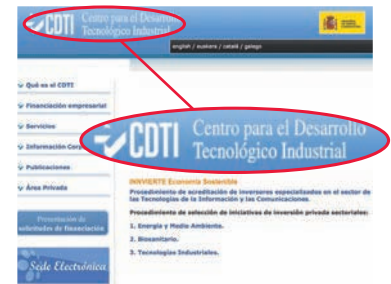 CDTI Centro para el Desarrollo
Tecnológico Industrial
english / euskera / català / galego
Qué es el CDTI
Financiación empresarial
Servicios
Información Corp
Publicaciones
Área Privada
Presentación de
solicitudes de financiación
Sede Electrónica
CDTI Centro para el Desarrollo
Tecnológico Industrial
INNVIERTE Economía Sostenible
Procedimiento de acreditación de inversores especializados en el sector de
las Tecnologías de la Información y las Comunicaciones.
Procedimiento de selección de iniciativas de inversión privada sectoriales:
1. Energía y Medio Ambiente.
2. Biosanitario.
3. Tecnologías Industriales.